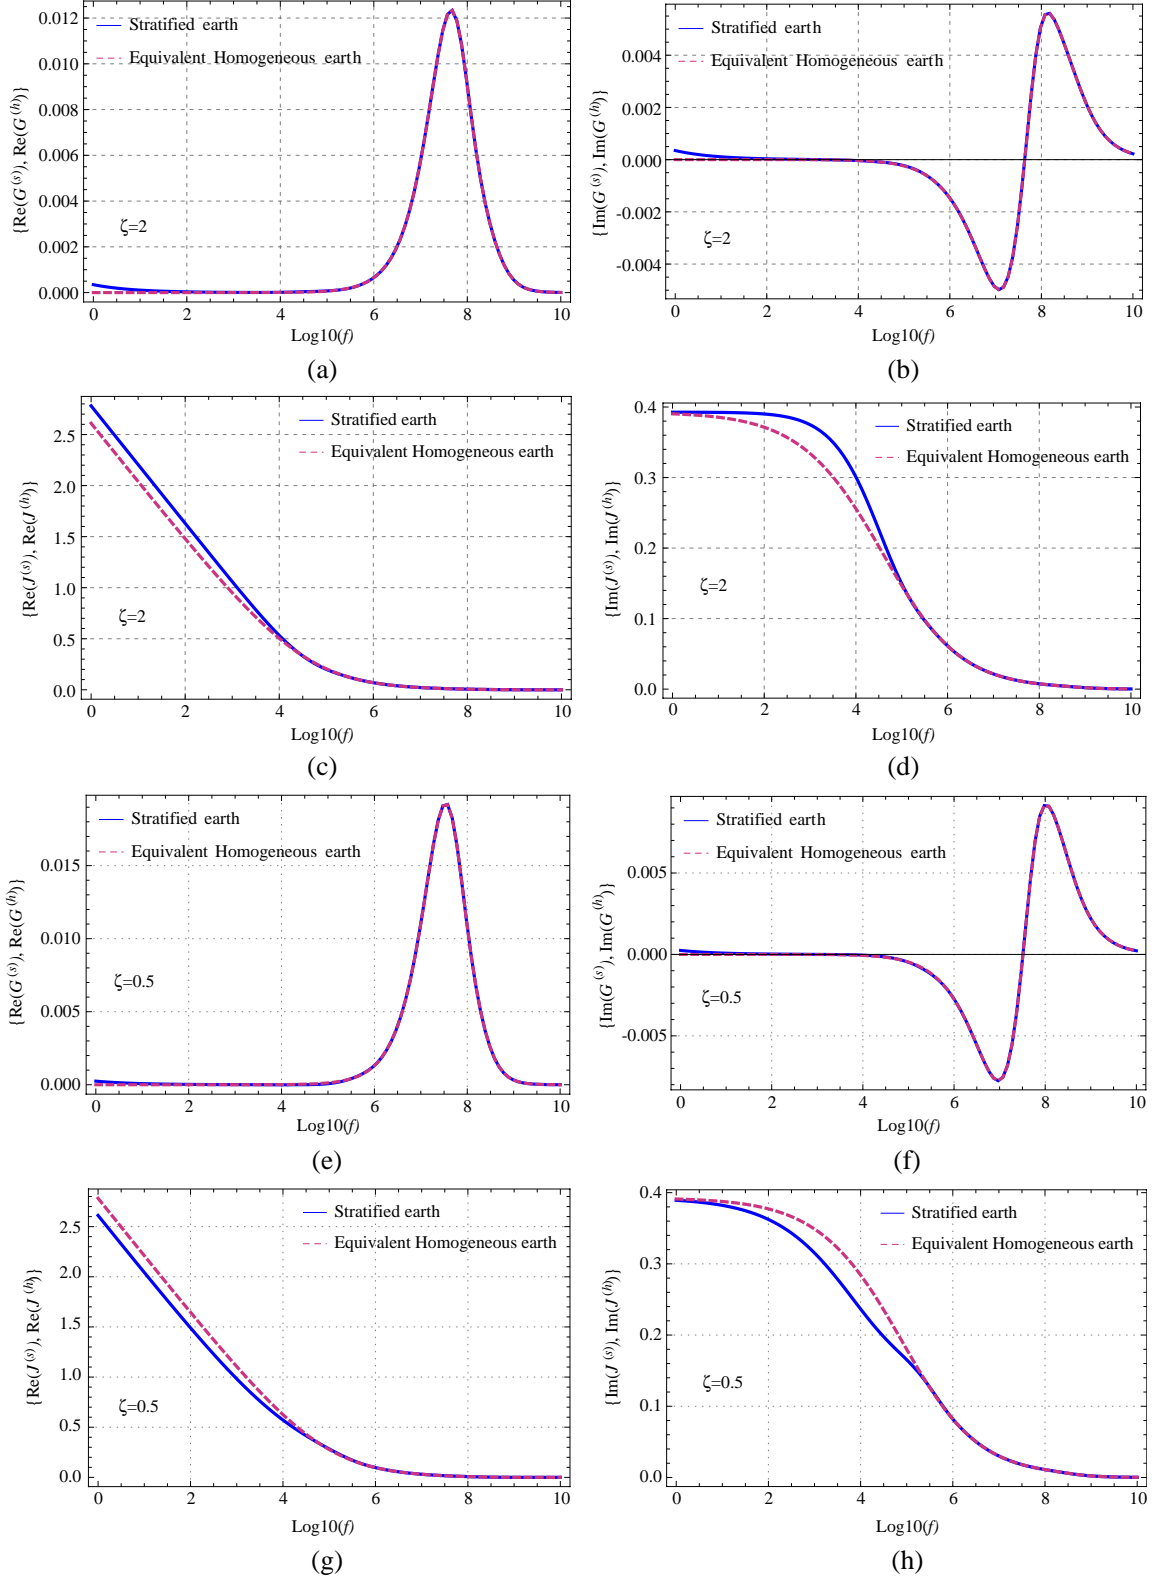 Stratified earth
Equivalent Homogeneous earth
{Re(G^(s)), Re(G^(h))}
0.012
0.010
0.008
0.006
0.004
0.002
0.000
ζ=2
0 2 4 6 8 10
Log10(f)
(a)
Stratified earth
Equivalent Homogeneous earth
{Im(G^(s)), Im(G^(h))}
0.004
0.002
0.000
-0.002
-0.004
ζ=2
0 2 4 6 8 10
Log10(f)
(b)
Stratified earth
Equivalent Homogeneous earth
{Re(J^(s)), Re(J^(h))}
2.5
2.0
1.5
1.0
0.5
0.0
ζ=2
0 2 4 6 8 10
Log10(f)
(c)
Stratified earth
Equivalent Homogeneous earth
{Im(J^(s)), Im(J^(h))}
0.4
0.3
0.2
0.1
0.0
ζ=2
0 2 4 6 8 10
Log10(f)
(d)
Stratified earth
Equivalent Homogeneous earth
{Re(G^(s)), Re(G^(h))}
0.015
0.010
0.005
0.000
ζ=0.5
0 2 4 6 8 10
Log10(f)
(e)
Stratified earth
Equivalent Homogeneous earth
{Im(G^(s)), Im(G^(h))}
0.005
0.000
-0.005
ζ=0.5
0 2 4 6 8 10
Log10(f)
(f)
Stratified earth
Equivalent Homogeneous earth
{Re(J^(s)), Re(J^(h))}
2.5
2.0
1.5
1.0
0.5
0.0
ζ=0.5
0 2 4 6 8 10
Log10(f)
(g)
Stratified earth
Equivalent Homogeneous earth
{Im(J^(s)), Im(J^(h))}
0.4
0.3
0.2
0.1
0.0
ζ=0.5
0 2 4 6 8 10
Log10(f)
(h)